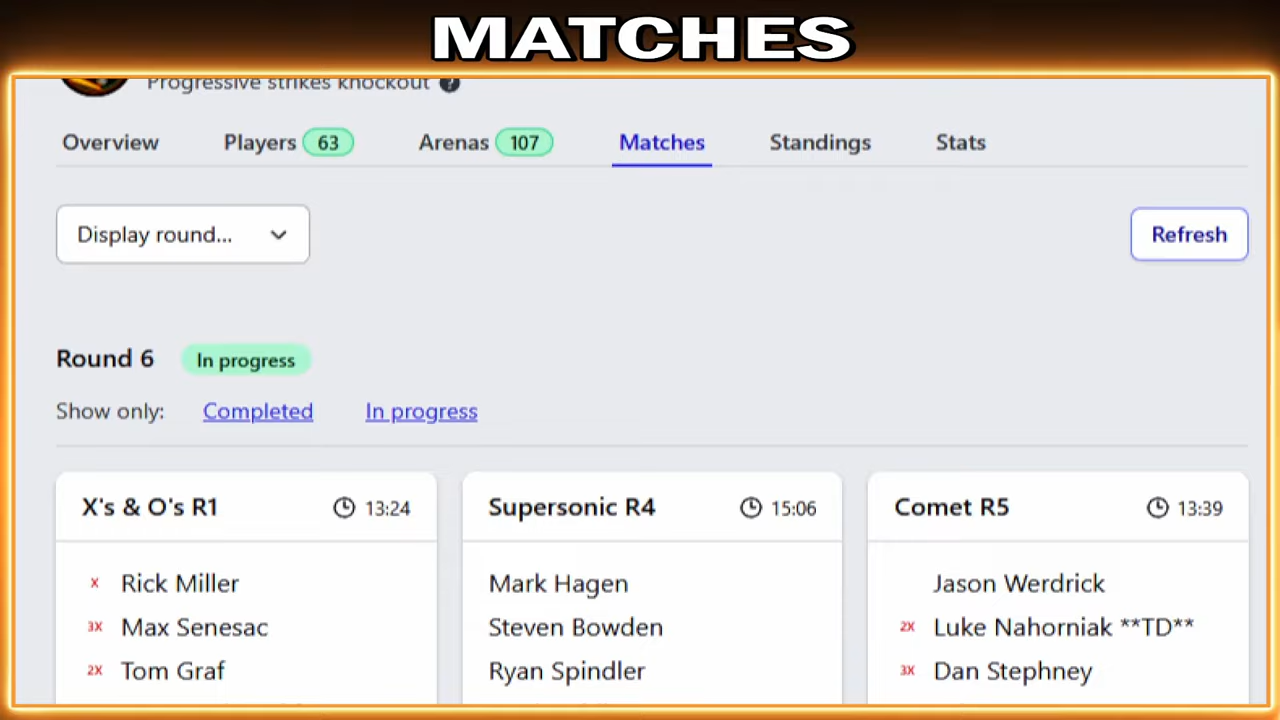 MATCHES
Progressive strikes knockout ?
Overview Players 63 Arenas 107 Matches Standings Stats
Display round... Refresh
Round 6 In progress
Show only: Completed In progress
X's & O's R1 13:24
X Rick Miller
3X Max Senesac
2X Tom Graf
Supersonic R4 15:06
Mark Hagen
Steven Bowden
Ryan Spindler
Comet R5 13:39
Jason Werdrick
2X Luke Nahorniak **TD**
3X Dan Stephney